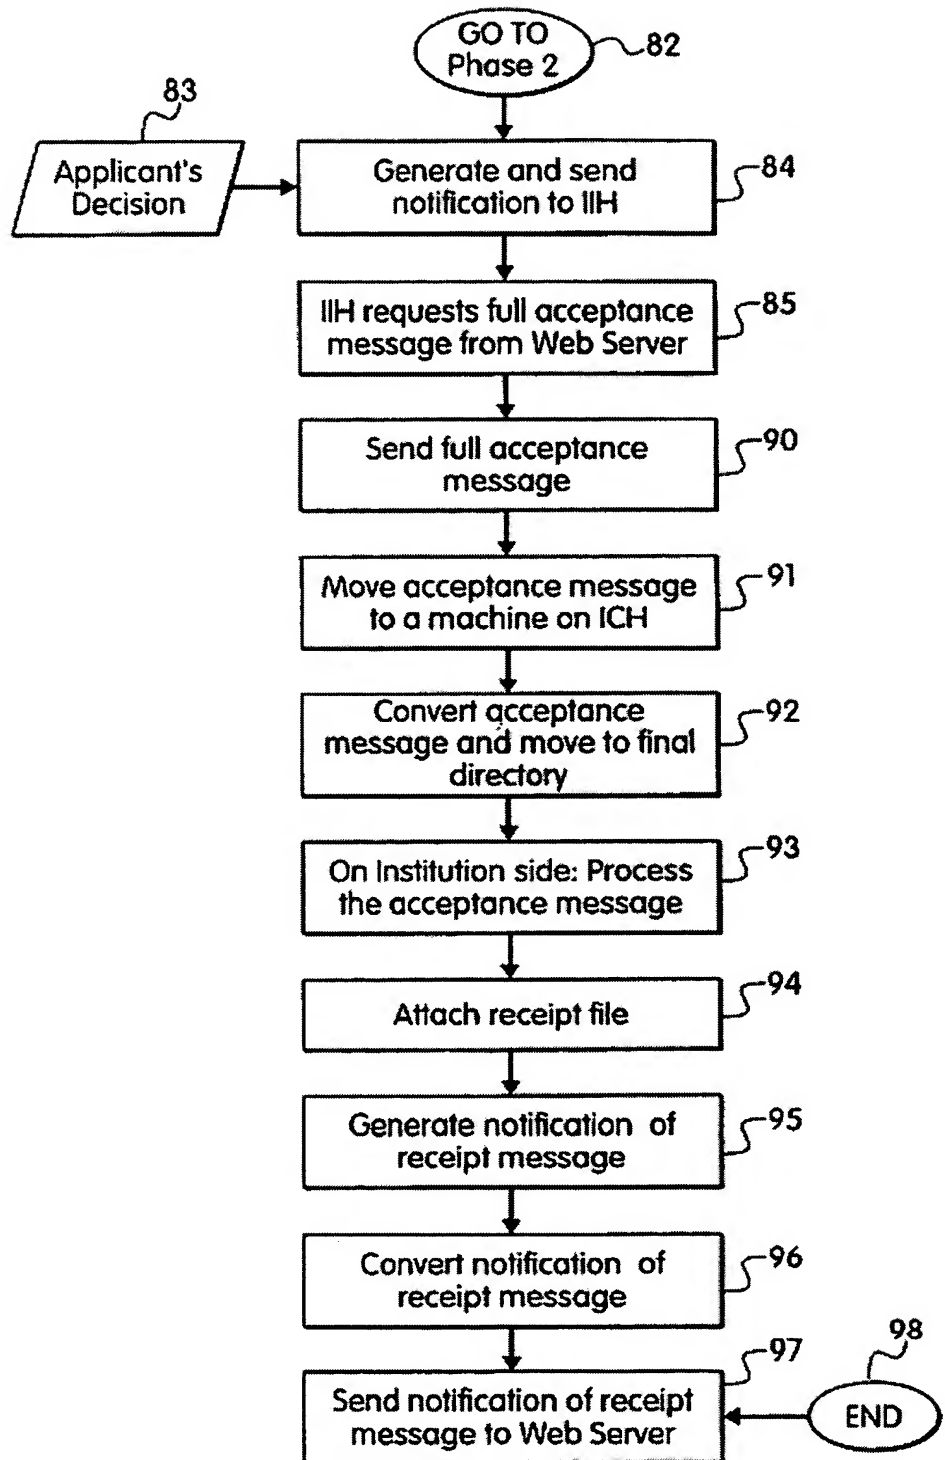 GO TO
Phase 2
82
83
Applicant's
Decision
Generate and send
notification to IIH
84
IIH requests full acceptance
message from Web Server
85
Send full acceptance
message
90
Move acceptance message
to a machine on ICH
91
Convert acceptance
message and move to final
directory
92
On Institution side: Process
the acceptance message
93
Attach receipt file
94
Generate notification of
receipt message
95
Convert notification of
receipt message
96
Send notification of receipt
message to Web Server
97
END
98